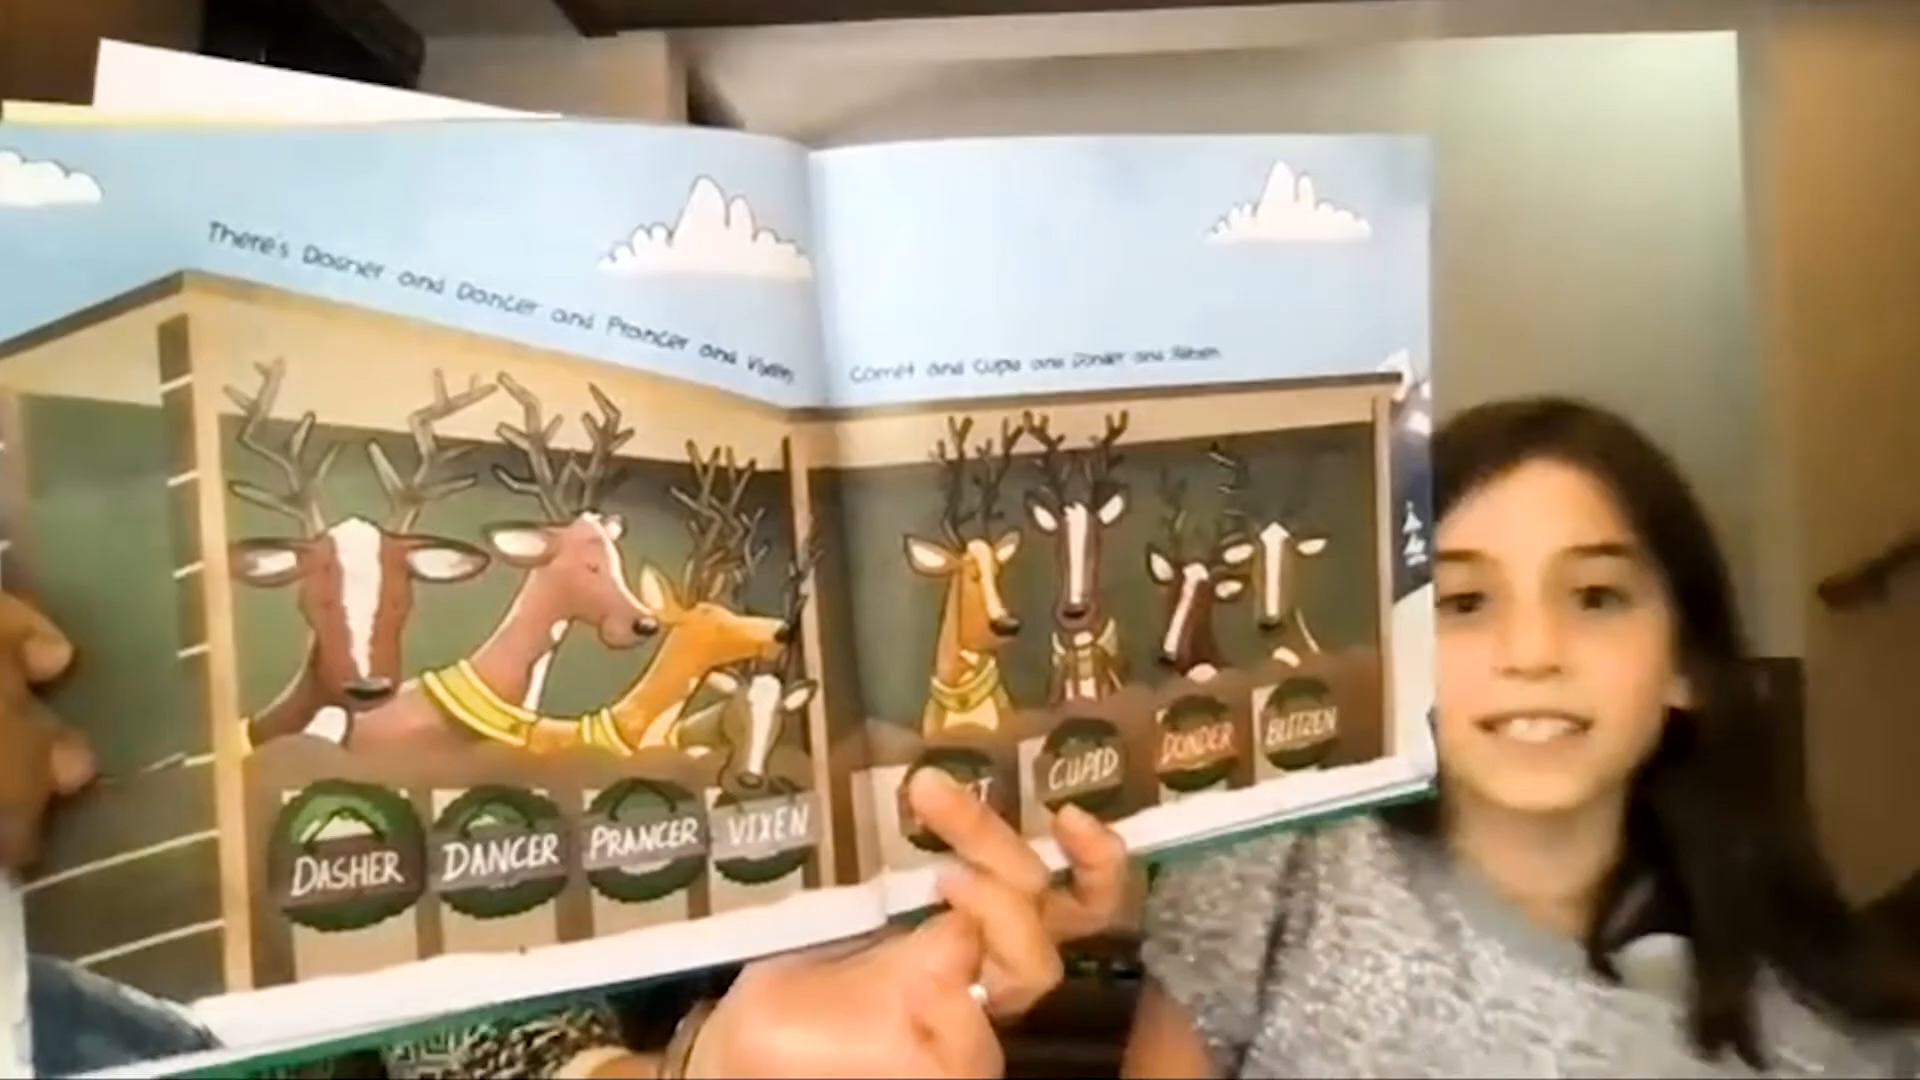 There's Dasher and Dancer and Prancer and Vixen
Comet and Cupid and Donder and Blitzen
DASHER
DANCER
PRANCER
VIXEN
CUPID
DONDER
BLITZEN